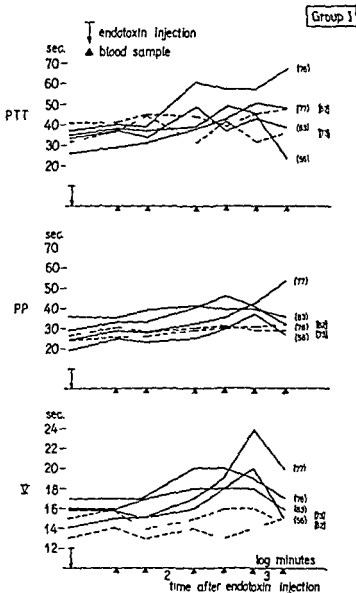 Group I
endotoxin injection
blood sample
sec.
70
60
50
40
30
20
PTT
(76)
(77)
(83)
(56)
sec.
70
60
50
40
30
20
PP
(77)
(83)
(76)
(56)
sec.
24
22
20
18
16
14
12
V
(77)
(76)
(83)
(56)
log minutes
2 3
time after endotoxin injection